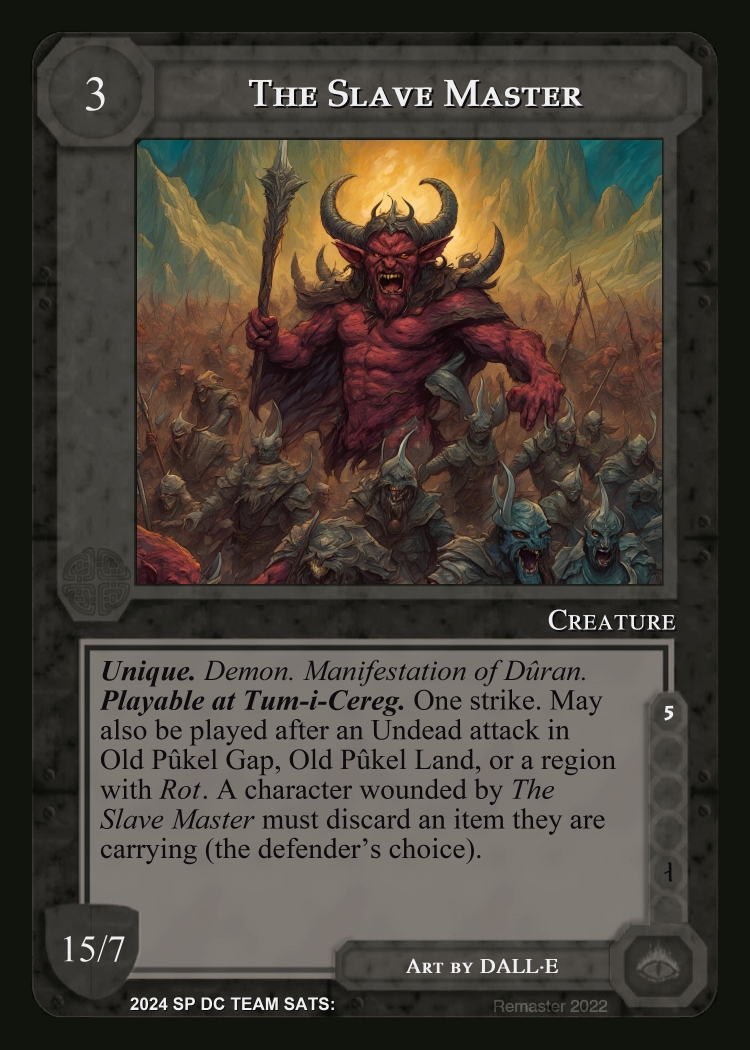 3
The Slave Master
Creature
Unique. Demon. Manifestation of Dûran.
Playable at Tum-i-Cereg. One strike. May
also be played after an Undead attack in
Old Pûkel Gap, Old Pûkel Land, or a region
with Rot. A character wounded by The
Slave Master must discard an item they are
carrying (the defender's choice).
5
15/7
Art by DALL·E
2024 SP DC TEAM SATS:
Remaster 2022